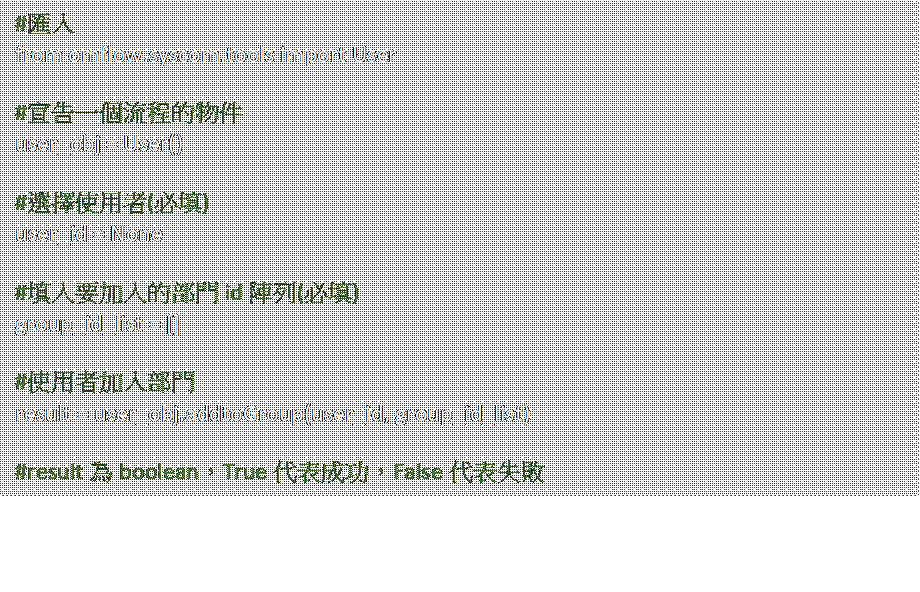 #匯入
from omflow.syscom.tools import User
#宣告一個流程的物件
user_obj = User()
#選擇使用者(必填)
user_id = None
#填入要加入的部門 id 陣列(必填)
group_id_list = []
#使用者加入部門
result = user_obj.addtoGroup(user_id, group_id_list)
#result 為 boolean，True 代表成功，False 代表失敗